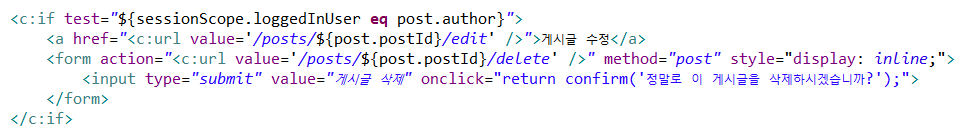 <c:if test="${sessionScope.loggedInUser eq post.author}">
<a href="<c:url value='/posts/${post.postId}/edit' />">게시글 수정</a>
<form action="<c:url value='/posts/${post.postId}/delete' />" method="post" style="display: inline;">
<input type="submit" value="게시글 삭제" onclick="return confirm('정말로 이 게시글을 삭제하시겠습니까?');">
</form>
</c:if>